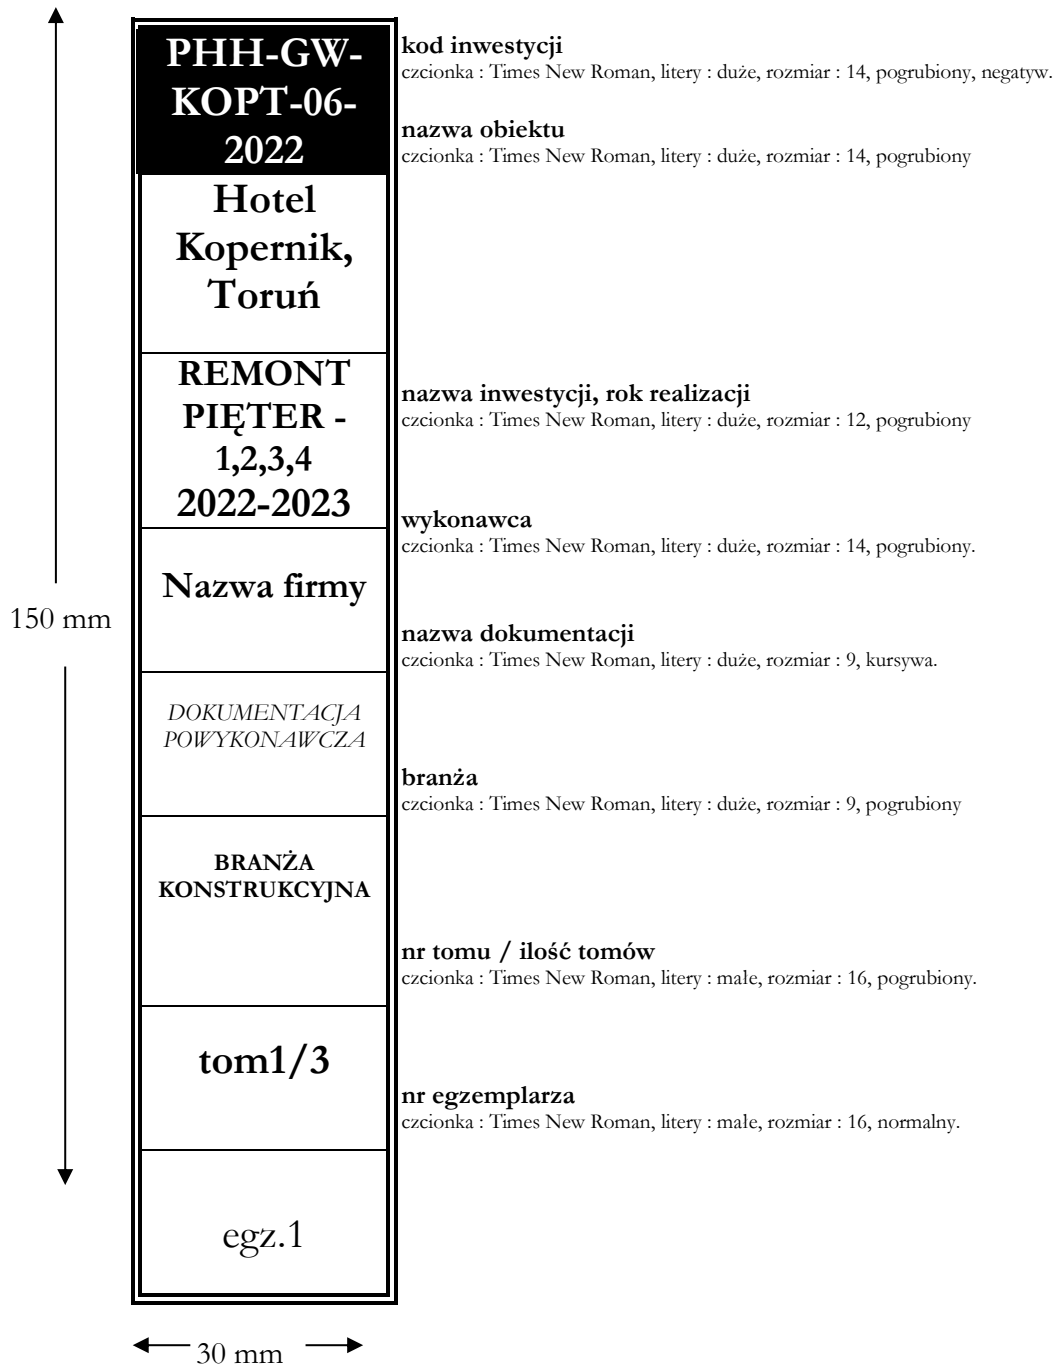 PHH-GW-
KOPT-06-
2022
kod inwestycji
czcionka : Times New Roman, litery : duże, rozmiar : 14, pogrubiony, negatyw.
nazwa obiektu
czcionka : Times New Roman, litery : duże, rozmiar : 14, pogrubiony
Hotel
Kopernik,
Toruń
REMONT
PIĘTER -
1,2,3,4
2022-2023
nazwa inwestycji, rok realizacji
czcionka : Times New Roman, litery : duże, rozmiar : 12, pogrubiony
wykonawca
czcionka : Times New Roman, litery : duże, rozmiar : 14, pogrubiony.
Nazwa firmy
150 mm
nazwa dokumentacji
czcionka : Times New Roman, litery : duże, rozmiar : 9, kursywa.
DOKUMENTACJA
POWYKONAWCZA
branża
czcionka : Times New Roman, litery : duże, rozmiar : 9, pogrubiony
BRANŻA
KONSTRUKCYJNA
nr tomu / ilość tomów
czcionka : Times New Roman, litery : małe, rozmiar : 16, pogrubiony.
tom1/3
nr egzemplarza
czcionka : Times New Roman, litery : małe, rozmiar : 16, normalny.
egz.1
30 mm